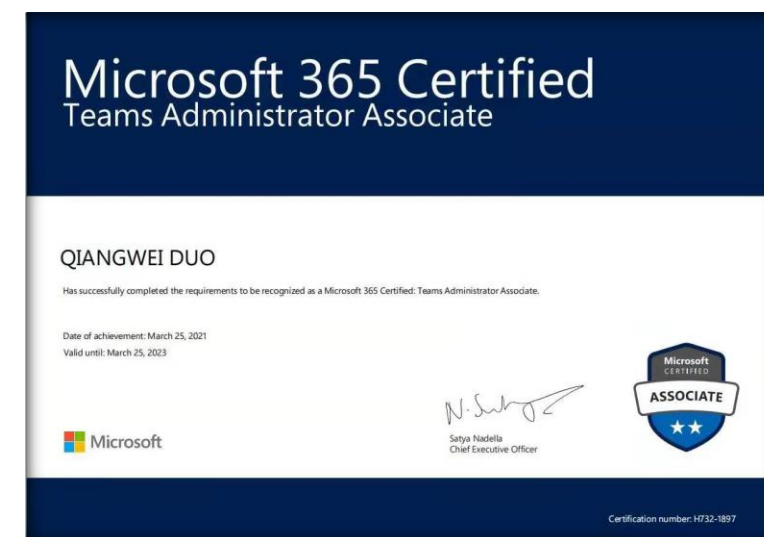 Microsoft 365 Certified
Teams Administrator Associate
QIANGWEI DUO
Has successfully completed the requirements to be recognized as a Microsoft 365 Certified: Teams Administrator Associate.
Date of achievement: March 25, 2021
Valid until: March 25, 2023
Microsoft
CERTIFIED
ASSOCIATE
N. Satya
Satya Nadella
Chief Executive Officer
Microsoft
Certification number: H732-1897